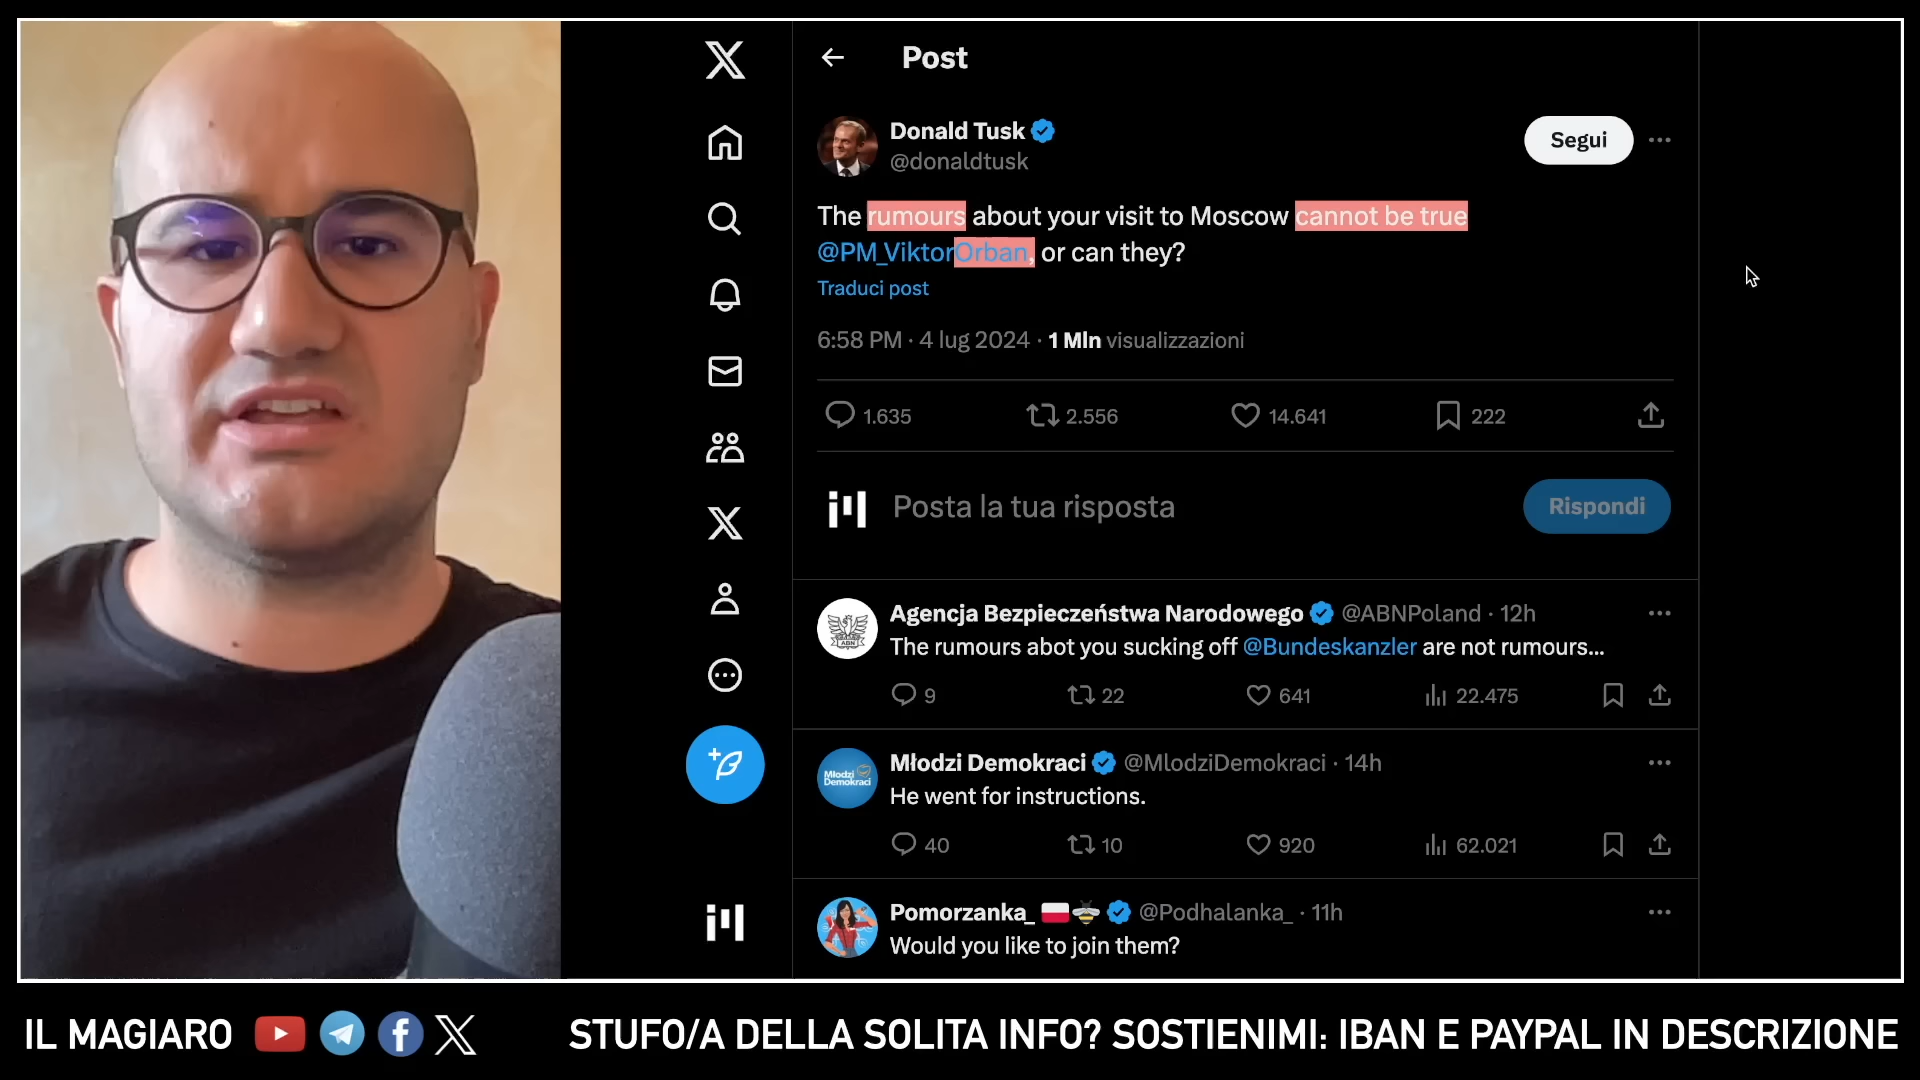 Post
Donald Tusk
@donaldtusk
Segui
The rumours about your visit to Moscow cannot be true
@PM_ViktorOrban, or can they?
Traduci post
6:58 PM · 4 lug 2024 · 1 Mln visualizzazioni
1.635 2.556 14.641 222
Posta la tua risposta
Rispondi
Agencja Bezpieczeństwa Narodowego @ABNPoland · 12h
The rumours abot you sucking off @Bundeskanzler are not rumours...
9 22 641 22.475
Młodzi Demokraci @MlodziDemokraci · 14h
Młodzi
Demokraci
He went for instructions.
40 10 920 62.021
Pomorzanka_ @Podhalanka_ · 11h
Would you like to join them?
IL MAGIARO
STUFO/A DELLA SOLITA INFO? SOSTIENIMI: IBAN E PAYPAL IN DESCRIZIONE